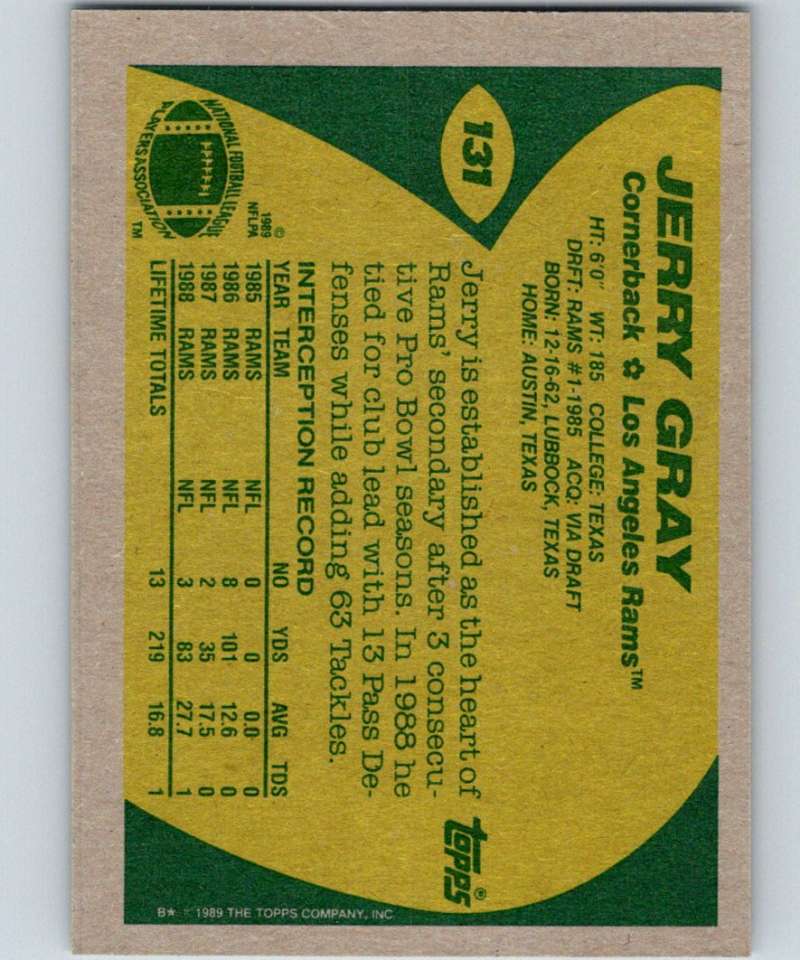 131
JERRY GRAY
Cornerback ✿ Los Angeles Rams™
HT: 6'0" WT: 185 COLLEGE: TEXAS
DRFT: RAMS #1-1985 ACQ: VIA DRAFT
BORN: 12-16-62, LUBBOCK, TEXAS
HOME: AUSTIN, TEXAS
Jerry is established as the heart of
Rams' secondary after 3 consecu-
tive Pro Bowl seasons. In 1988 he
tied for club lead with 13 Pass De-
fenses while adding 63 Tackles.
INTERCEPTION RECORD
YEAR TEAM NO YDS AVG TDS
1985 RAMS NFL 0 0 0.0 0
1986 RAMS NFL 8 101 12.6 0
1987 RAMS NFL 2 35 17.5 0
1988 RAMS NFL 3 83 27.7 1
LIFETIME TOTALS 13 219 16.8 1
NATIONAL FOOTBALL LEAGUE
PLAYERS ASSOCIATION™
©
1989
NFLPA
topps®
B* © 1989 THE TOPPS COMPANY, INC.